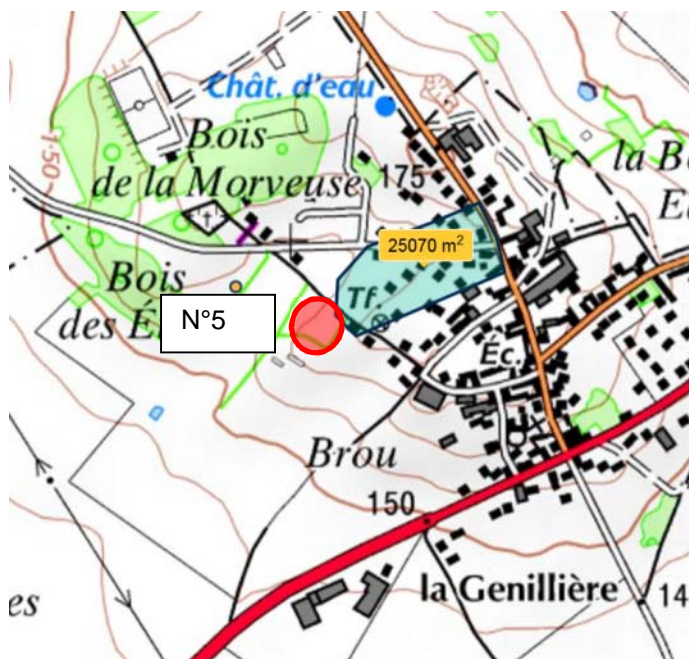 Chât. d'eau
Bois
de la Morveuse
175
la B
E
25070 m²
Bois
des É
Tf.
N°5
Éc.
Brou
150
la Genillière
14
es
150